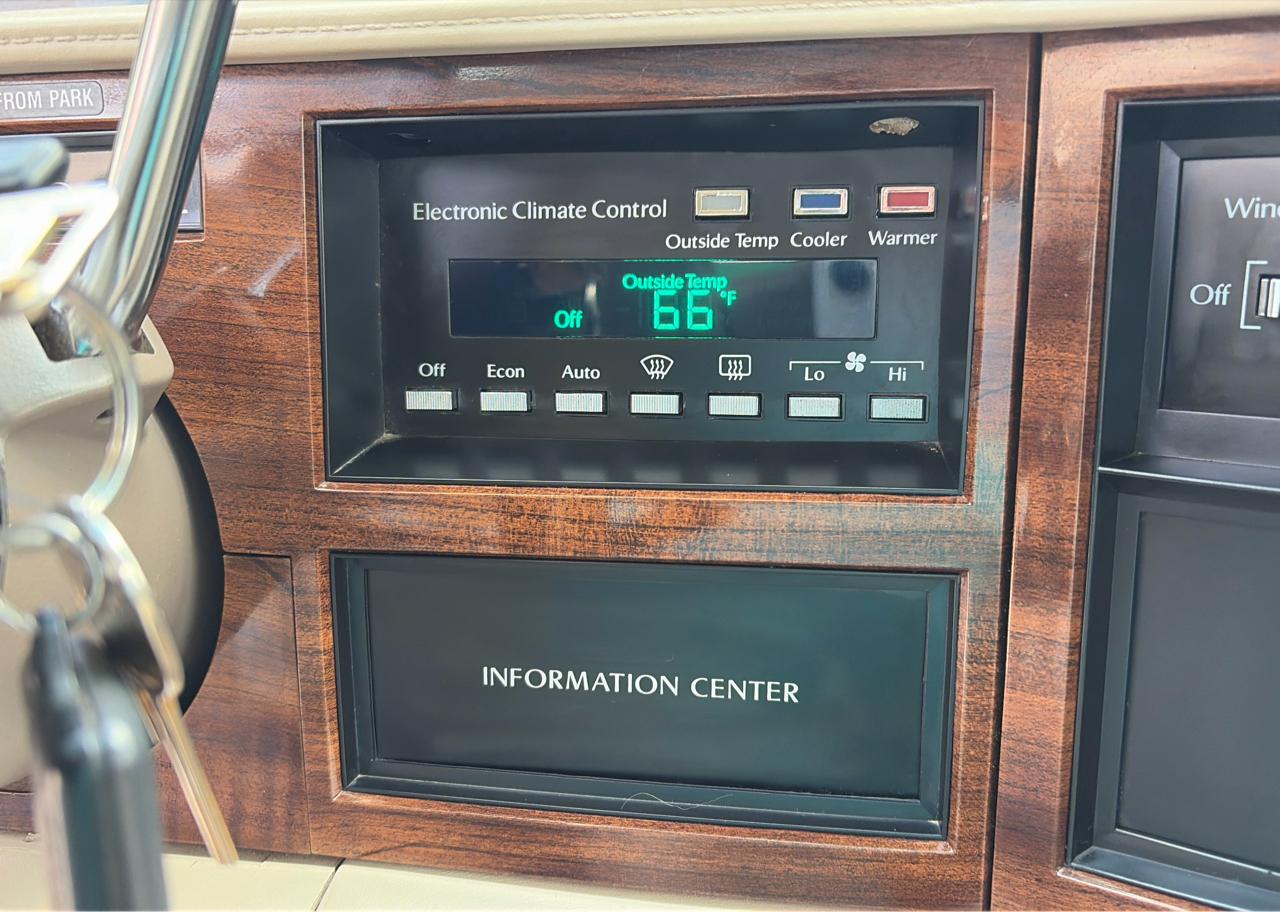 FROM PARK
Electronic Climate Control
Outside Temp Cooler Warmer
Outside Temp
Off 66 °F
Off Econ Auto Lo Hi
Off
INFORMATION CENTER